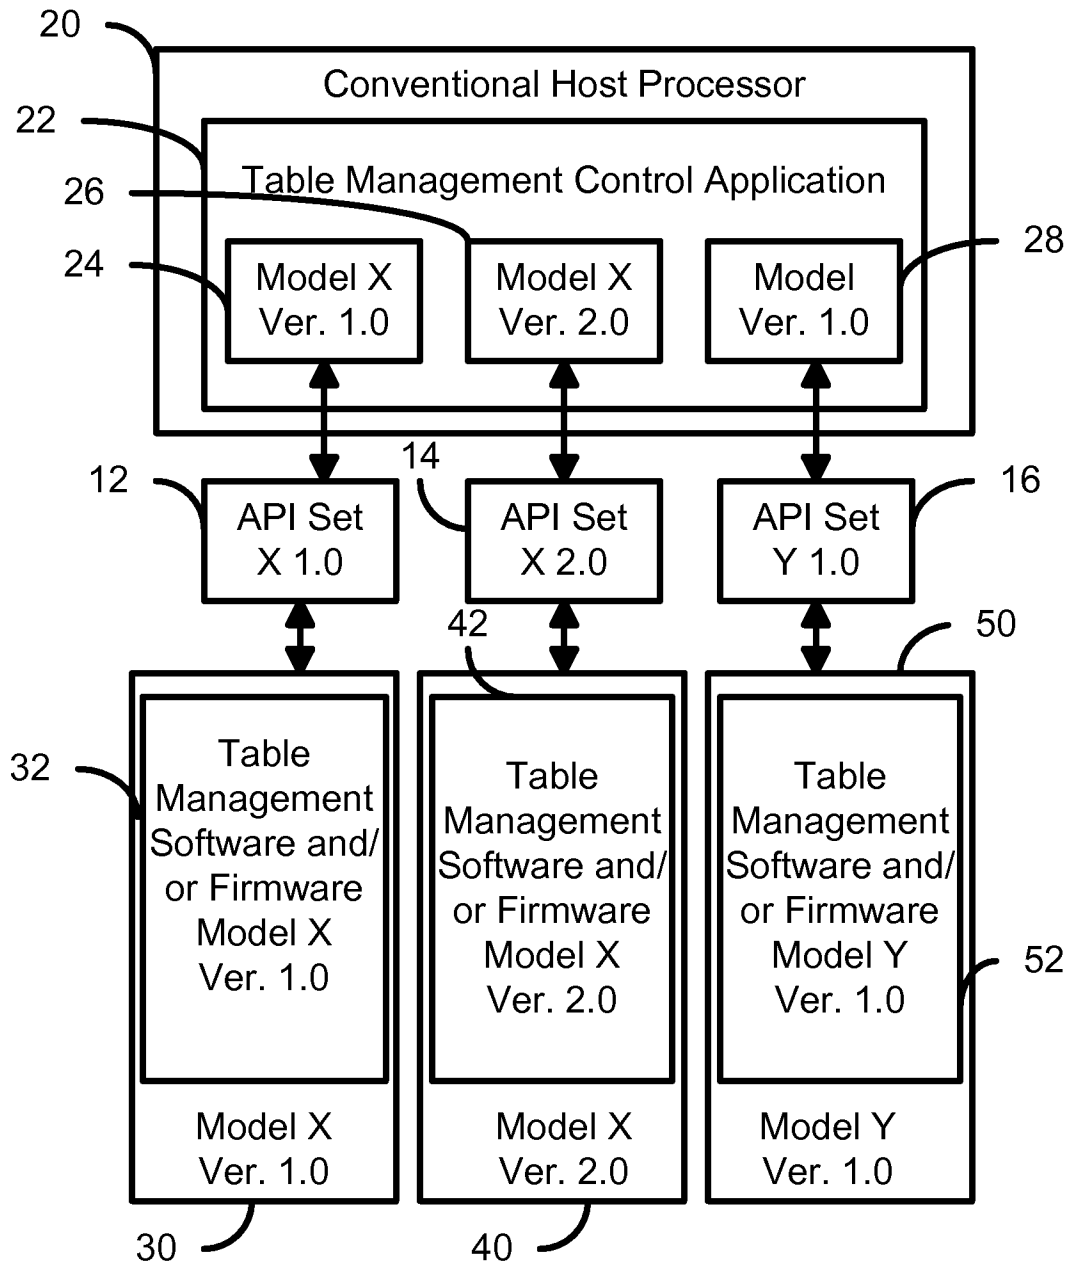 20
Conventional Host Processor
22
Table Management Control Application
26
24
Model X
Ver. 1.0
Model X
Ver. 2.0
Model
Ver. 1.0
28
12
API Set
X 1.0
14
API Set
X 2.0
16
API Set
Y 1.0
42
50
32
Table
Management
Software and/
or Firmware
Model X
Ver. 1.0
Table
Management
Software and/
or Firmware
Model X
Ver. 2.0
Table
Management
Software and/
or Firmware
Model Y
Ver. 1.0
52
Model X
Ver. 1.0
Model X
Ver. 2.0
Model Y
Ver. 1.0
30
40